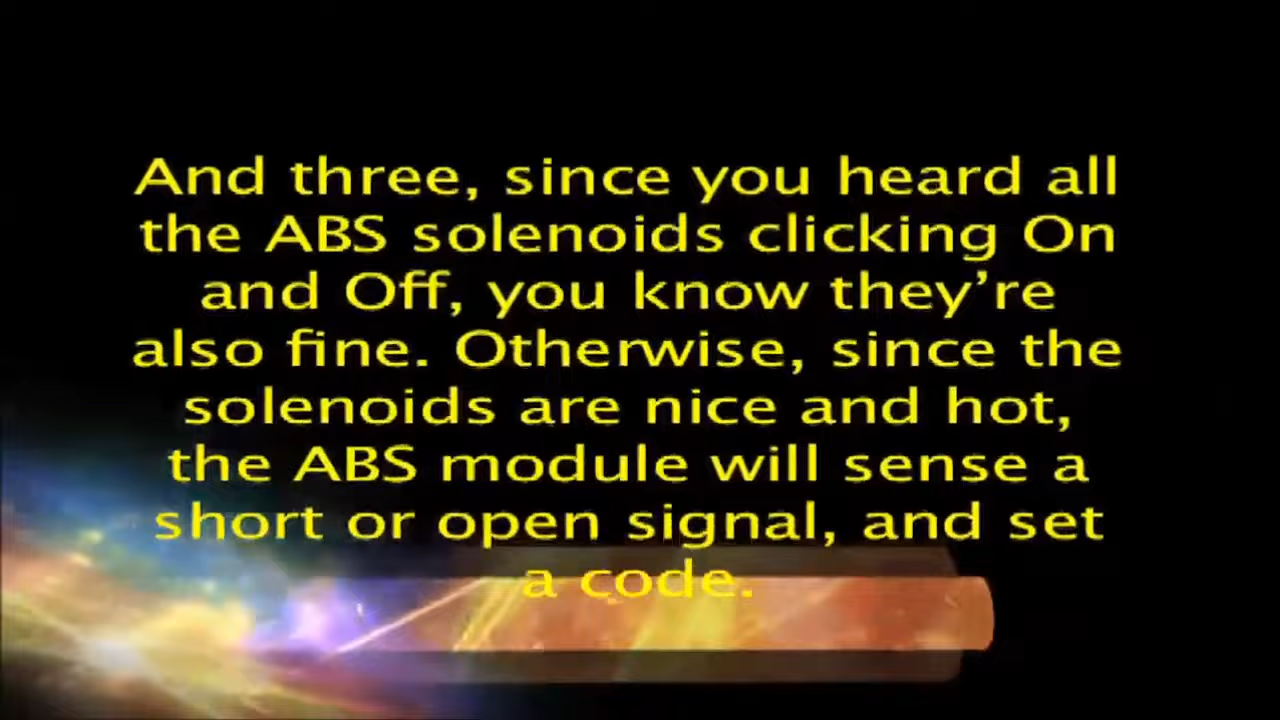 And three, since you heard all
the ABS solenoids clicking On
and Off, you know they’re
also fine. Otherwise, since the
solenoids are nice and hot,
the ABS module will sense a
short or open signal, and set
a code.